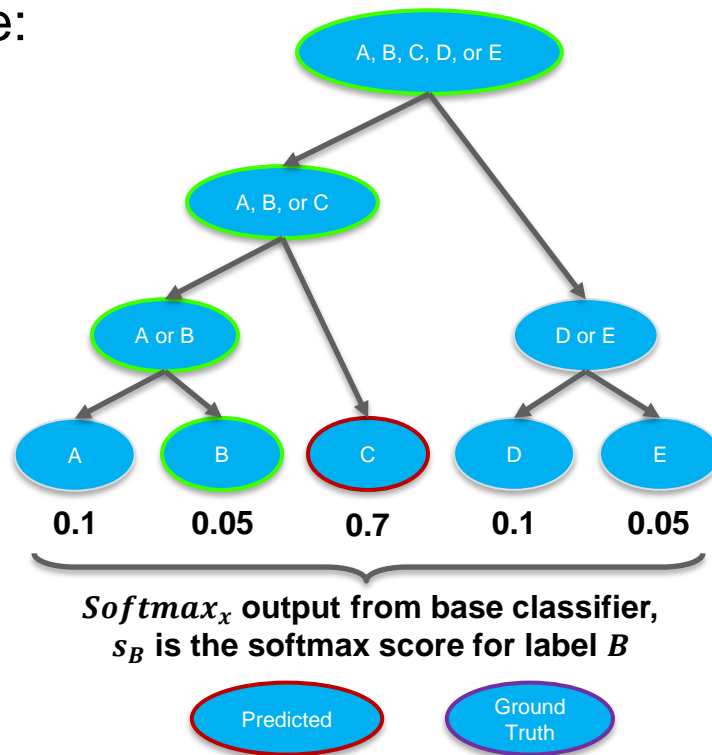 e:
A, B, C, D, or E
A, B, or C
A or B
D or E
A
B
C
D
E
0.1
0.05
0.7
0.1
0.05
Softmaxₓ output from base classifier,
s_B is the softmax score for label B
Predicted
Ground
Truth